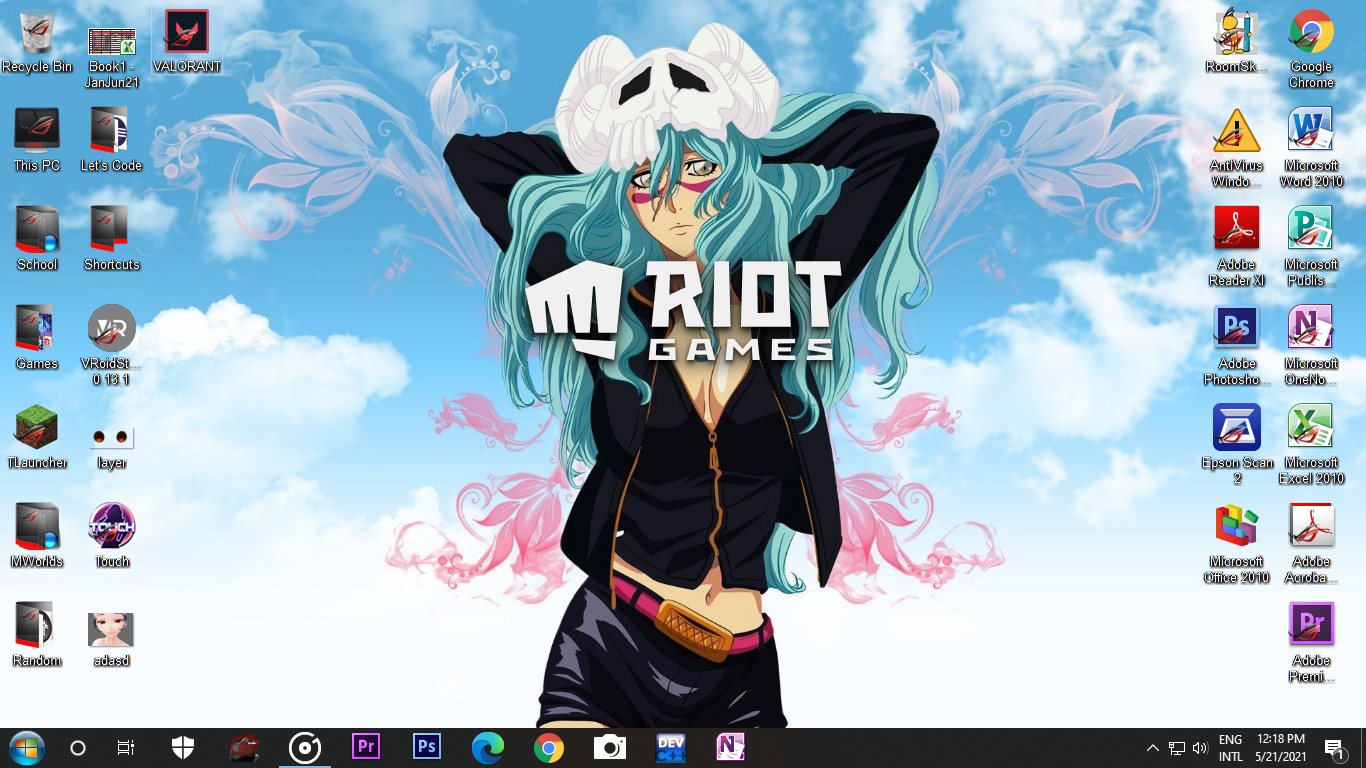 Recycle Bin
Book1 -
JanJun21
VALORANT
This PC
Let's Code
School
Shortcuts
Games
VRoidSt...
0.13.1
TLauncher
layer
MWorlds
TOUCH
Touch
Random
adasd
RIOT
GAMES
RoomSk...
Google
Chrome
AntiVirus
Windo...
Microsoft
Word 2010
Adobe
Reader XI
Microsoft
Publis...
Ps
Adobe
Photosho...
Microsoft
OneNo...
Epson Scan
2
Microsoft
Excel 2010
Microsoft
Office 2010
Adobe
Acroba...
Pr
Adobe
Premi...
Pr
Ps
DEV
C++
N
ENG
INTL
12:18 PM
5/21/2021
1